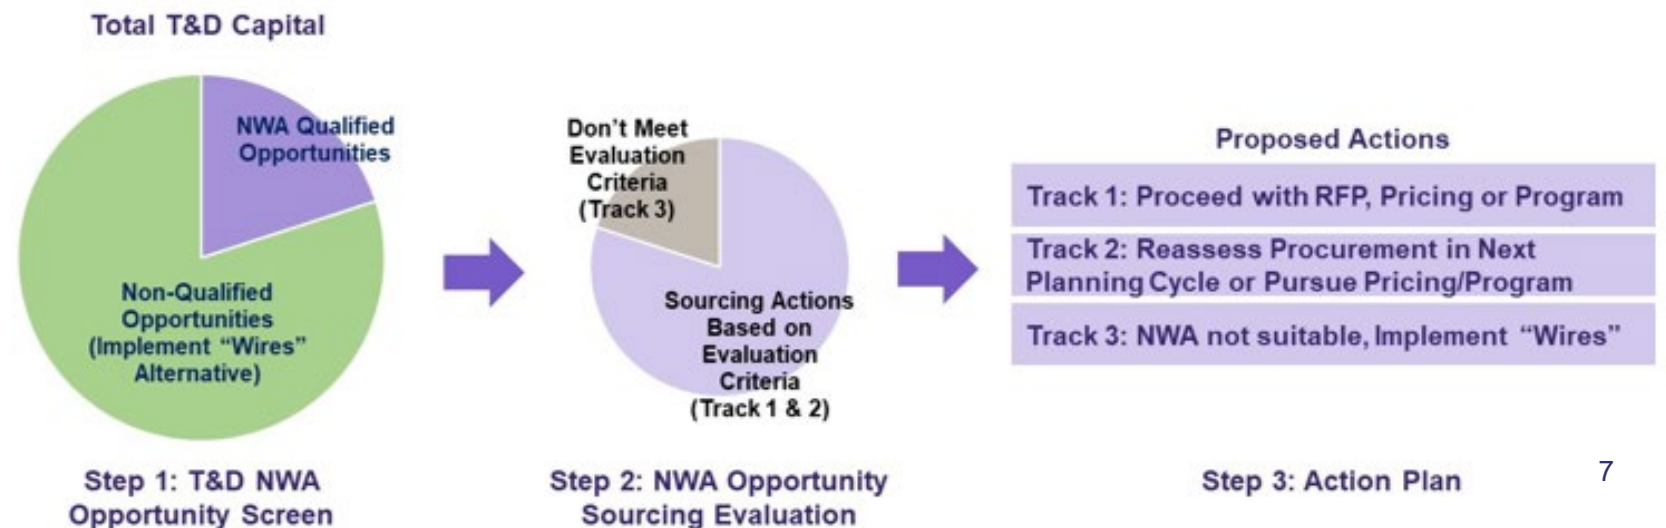 Total T&D Capital
NWA Qualified
Opportunities
Non-Qualified
Opportunities
(Implement “Wires”
Alternative)
Step 1: T&D NWA
Opportunity Screen
Don’t Meet
Evaluation
Criteria
(Track 3)
Sourcing Actions
Based on
Evaluation
Criteria
(Track 1 & 2)
Step 2: NWA Opportunity
Sourcing Evaluation
Proposed Actions
Track 1: Proceed with RFP, Pricing or Program
Track 2: Reassess Procurement in Next
Planning Cycle or Pursue Pricing/Program
Track 3: NWA not suitable, Implement “Wires”
Step 3: Action Plan
7